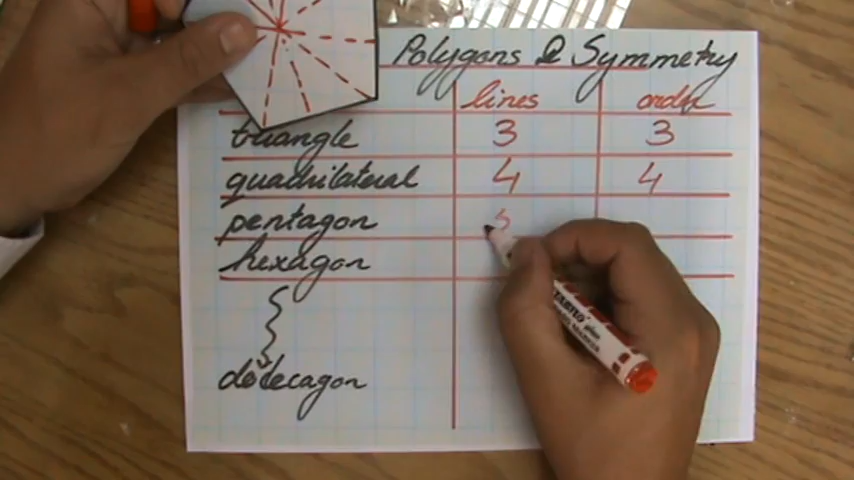 Polygons & Symmetry
lines order
triangle 3 3
quadrilateral 4 4
pentagon 5
hexagon
dodecagon